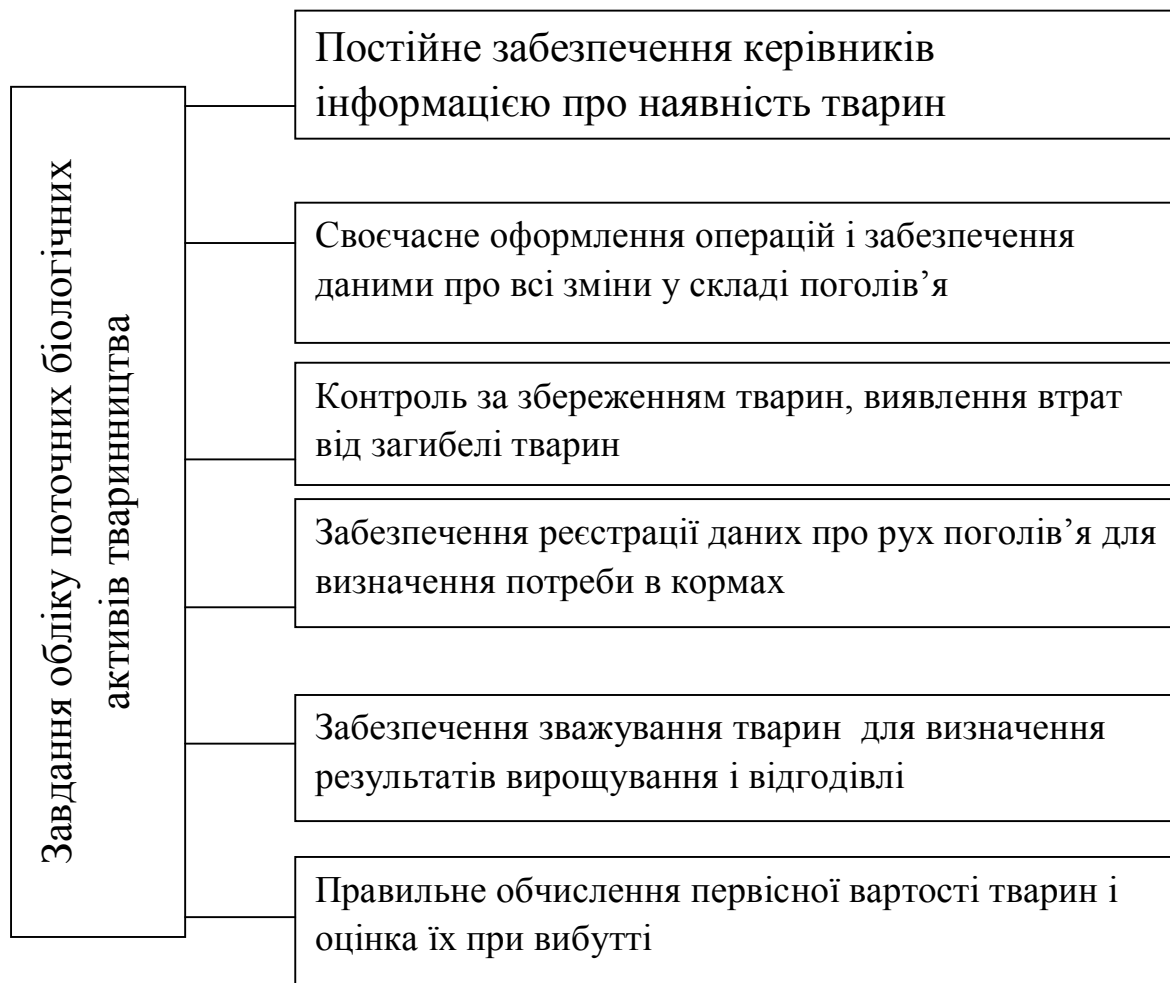 Завдання обліку поточних біологічних
активів тваринництва
Постійне забезпечення керівників
інформацією про наявність тварин
Своєчасне оформлення операцій і забезпечення
даними про всі зміни у складі поголів’я
Контроль за збереженням тварин, виявлення втрат
від загибелі тварин
Забезпечення реєстрації даних про рух поголів’я для
визначення потреби в кормах
Забезпечення зважування тварин  для визначення
результатів вирощування і відгодівлі
Правильне обчислення первісної вартості тварин і
оцінка їх при вибутті